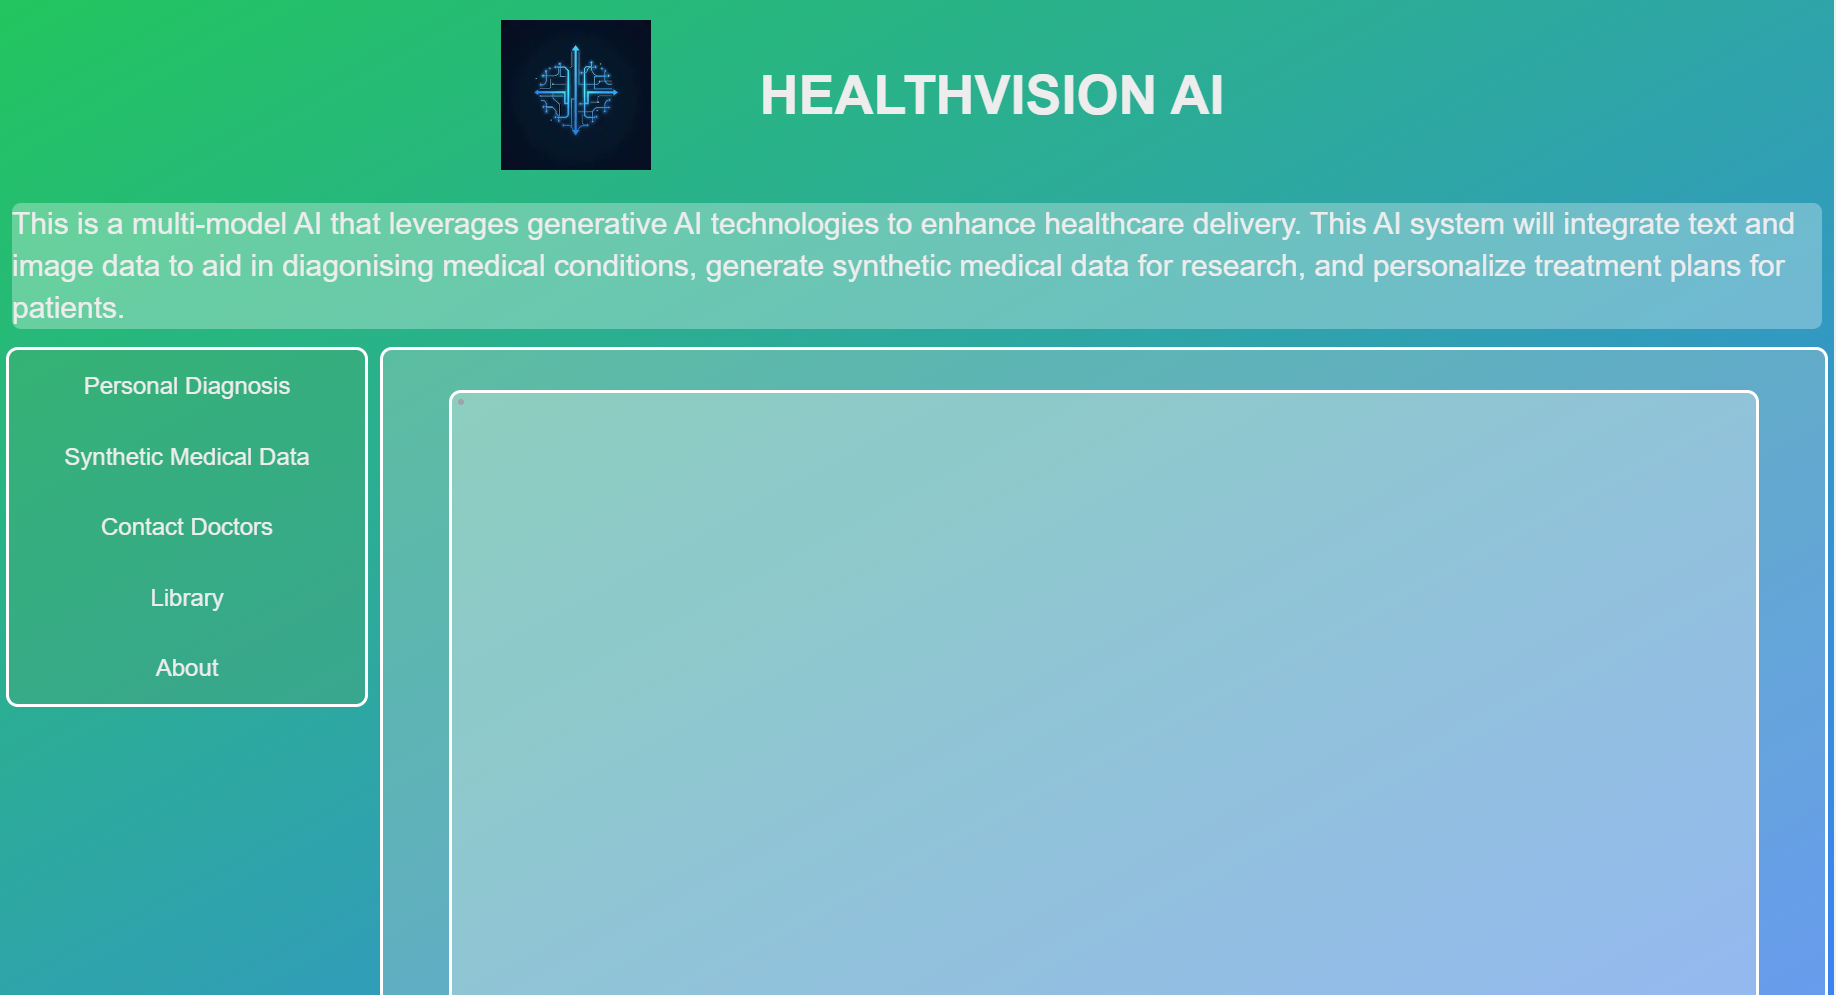 HEALTHVISION AI
This is a multi-model AI that leverages generative AI technologies to enhance healthcare delivery. This AI system will integrate text and
image data to aid in diagonising medical conditions, generate synthetic medical data for research, and personalize treatment plans for
patients.
Personal Diagnosis
Synthetic Medical Data
Contact Doctors
Library
About